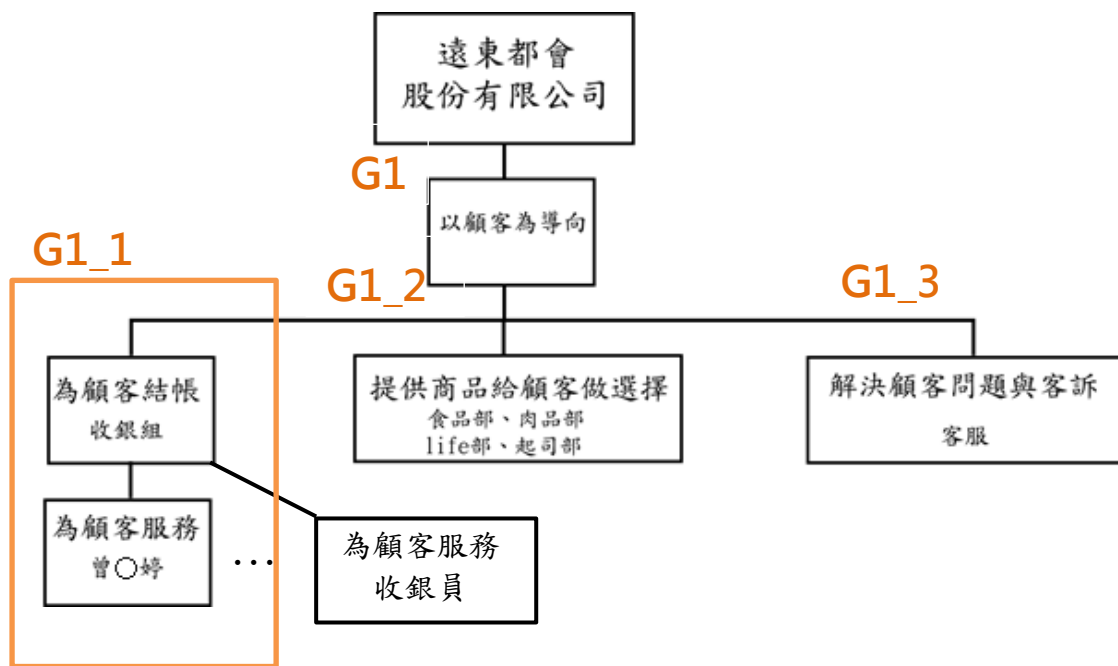 遠東都會
股份有限公司
G1
以顧客為導向
G1_1
G1_2
G1_3
為顧客結帳
收銀組
提供商品給顧客做選擇
食品部、肉品部
life部、起司部
解決顧客問題與客訴
客服
為顧客服務
曾○婷
...
為顧客服務
收銀員